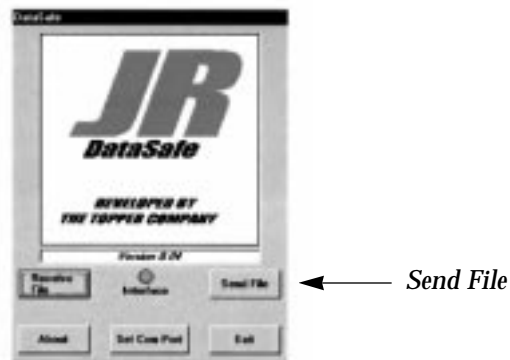 DataSafe
JR
DataSafe
DEVELOPED BY
THE TOPPER COMPANY
Receive File
Interface
Send File
Send File
About
Set Com Port
Exit